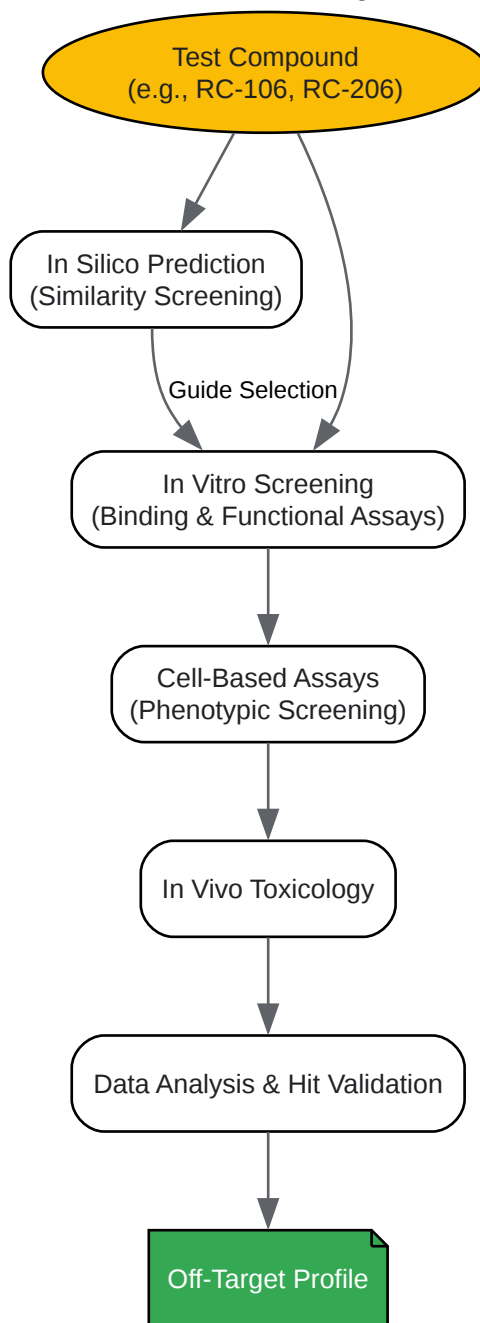 Test Compound
(e.g., RC-106, RC-206)
In Silico Prediction
(Similarity Screening)
Guide Selection
In Vitro Screening
(Binding & Functional Assays)
Cell-Based Assays
(Phenotypic Screening)
In Vivo Toxicology
Data Analysis & Hit Validation
Off-Target Profile